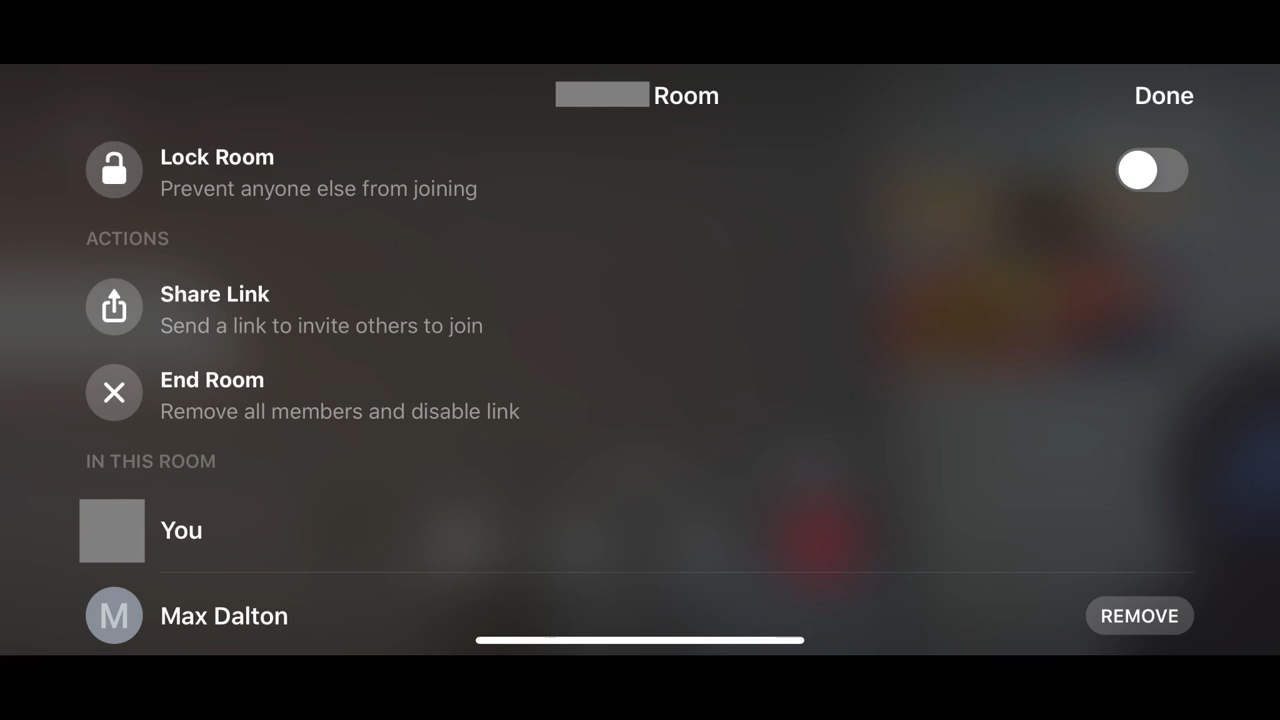 Room
Done
Lock Room
Prevent anyone else from joining
ACTIONS
Share Link
Send a link to invite others to join
End Room
Remove all members and disable link
IN THIS ROOM
You
M
Max Dalton
REMOVE